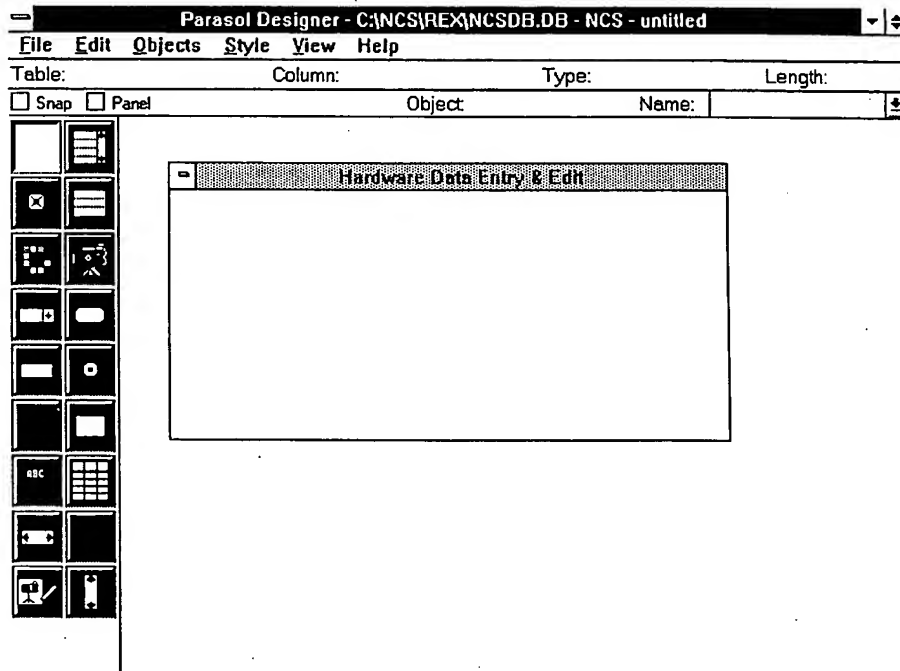 Parasol Designer - C:\NCS\REX\NCSDB.DB - NCS - untitled
File Edit Objects Style View Help
Table: Column: Type: Length:
Snap Panel Object: Name:
Hardware Data Entry & Edit
ABC